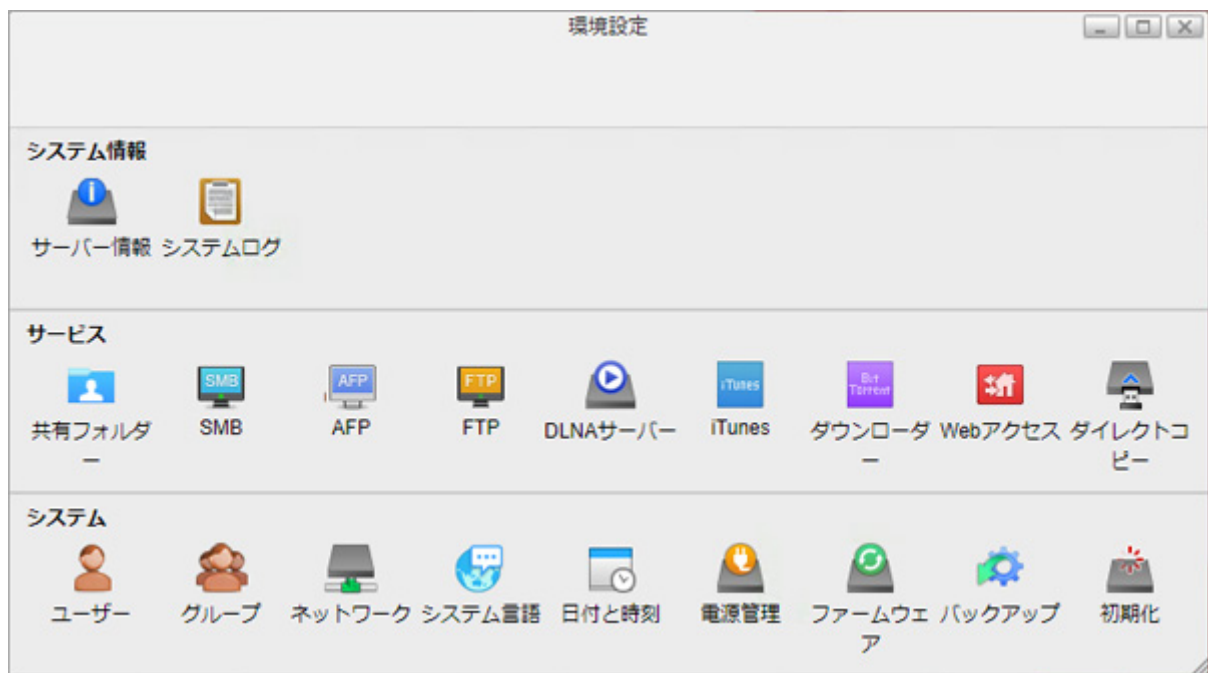 環境設定
システム情報
サーバー情報 システムログ
サービス
SMB AFP FTP iTunes Bit
Torrent
共有フォルダ
ー
SMB
AFP
FTP
DLNAサーバー
iTunes
ダウンローダ
ー
Webアクセス
ダイレクトコ
ピー
システム
ユーザー
グループ
ネットワーク
システム言語
日付と時刻
電源管理
ファームウェ
ア
バックアップ
初期化